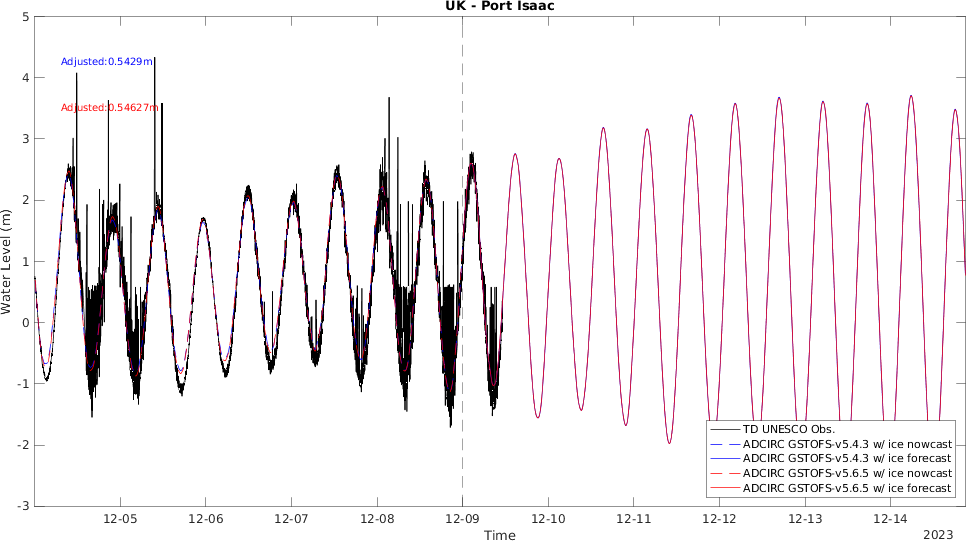 UK - Port Isaac
5
4
3
2
1
0
-1
-2
-3
Water Level (m)
Adjusted:0.5429m
Adjusted:0.54627m
TD UNESCO Obs.
ADCIRC GSTOFS-v5.4.3 w/ ice nowcast
ADCIRC GSTOFS-v5.4.3 w/ ice forecast
ADCIRC GSTOFS-v5.6.5 w/ ice nowcast
ADCIRC GSTOFS-v5.6.5 w/ ice forecast
12-05 12-06 12-07 12-08 12-09 12-10 12-11 12-12 12-13 12-14
Time
2023